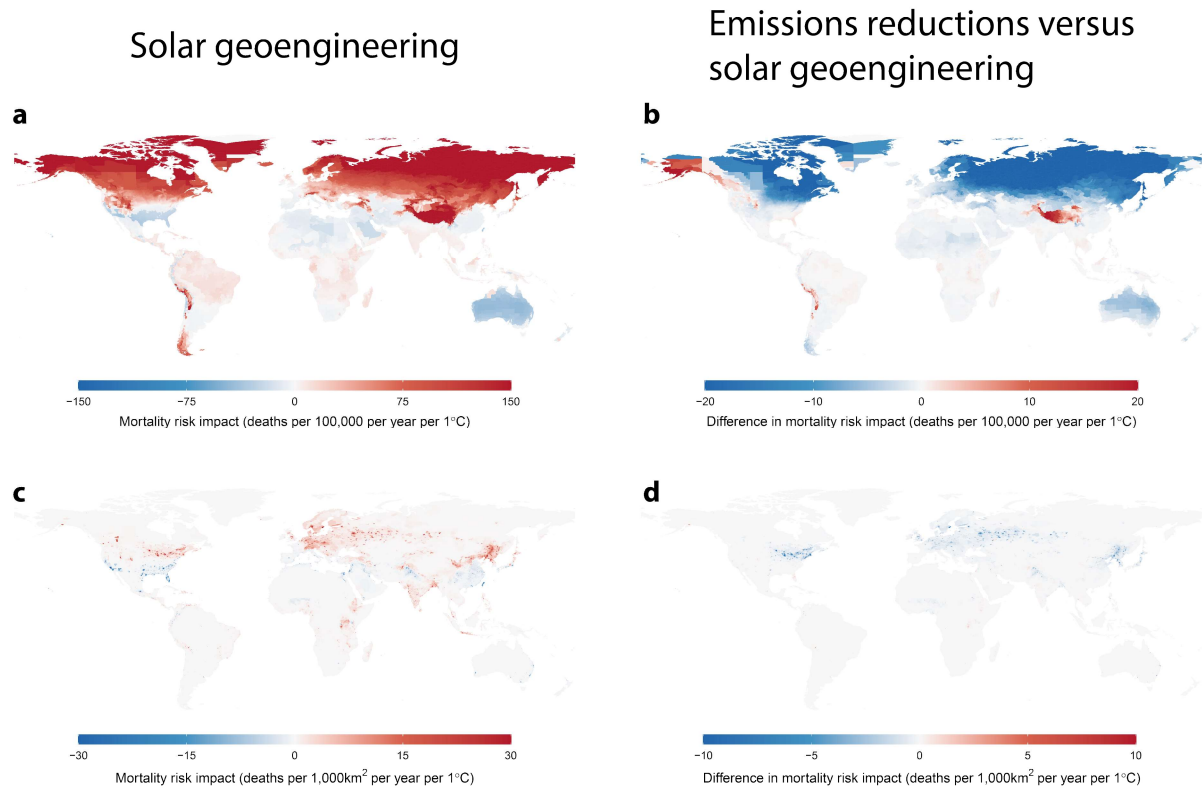 Solar geoengineering
Emissions reductions versus
solar geoengineering
a
b
−150 −75 0 75 150
Mortality risk impact (deaths per 100,000 per year per 1°C)
−20 −10 0 10 20
Difference in mortality risk impact (deaths per 100,000 per year per 1°C)
c
d
−30 −15 0 15 30
Mortality risk impact (deaths per 1,000km² per year per 1°C)
−10 −5 0 5 10
Difference in mortality risk impact (deaths per 1,000km² per year per 1°C)